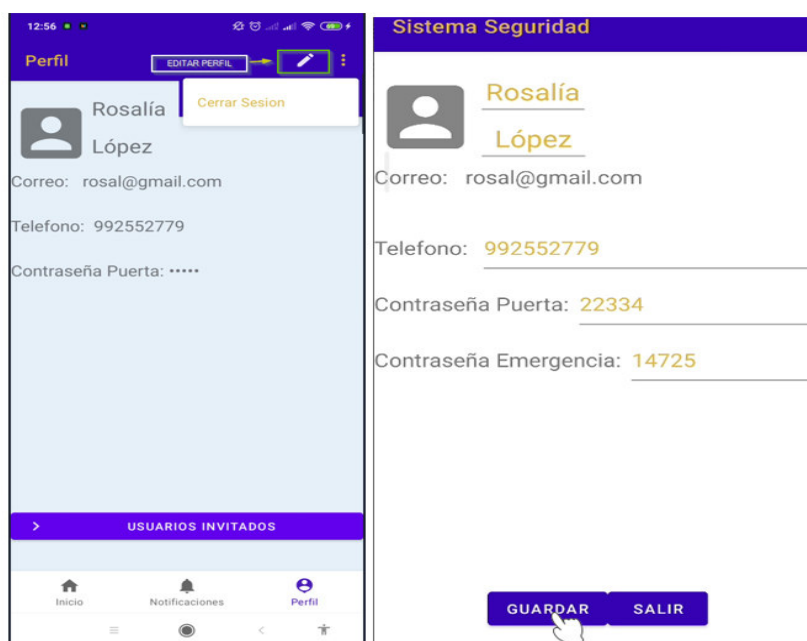 12:56
Perfil
EDITAR PERFIL
Cerrar Sesion
Rosalía
López
Correo: rosal@gmail.com
Telefono: 992552779
Contraseña Puerta: •••••
USUARIOS INVITADOS
Inicio
Notificaciones
Perfil
Sistema Seguridad
Rosalía
López
Correo: rosal@gmail.com
Telefono: 992552779
Contraseña Puerta: 22334
Contraseña Emergencia: 14725
GUARDAR
SALIR